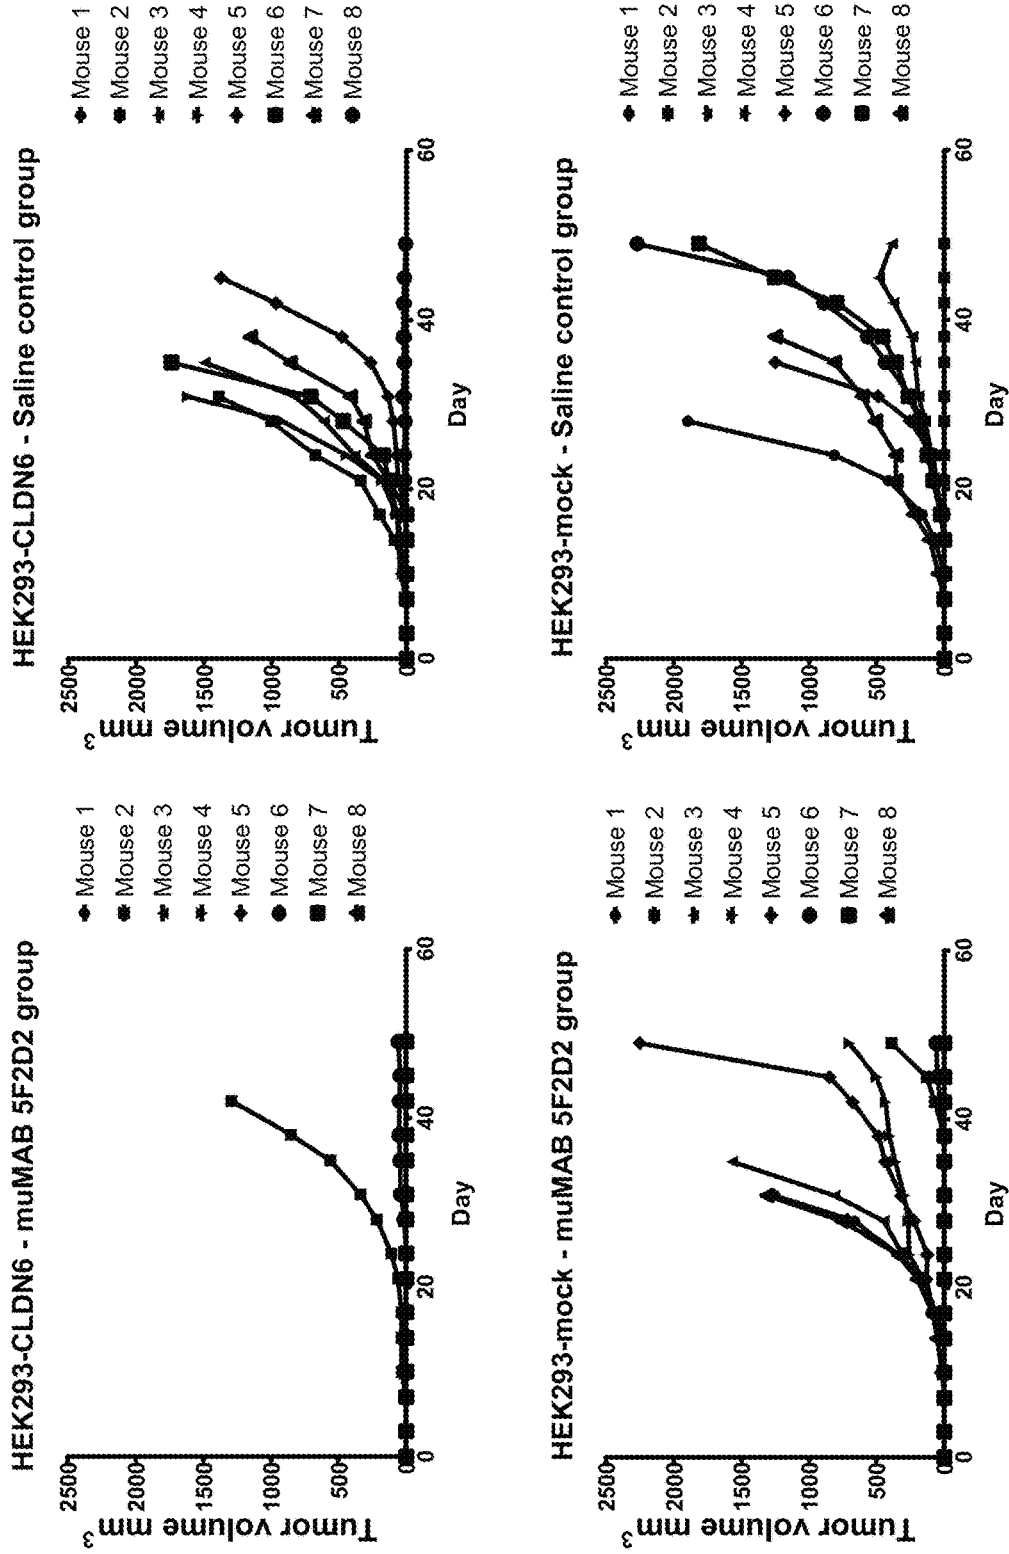 HEK293-CLDN6 - muMAB 5F2D2 group
Tumor volume mm3
2500
2000
1500
1000
500
0
0
20
40
60
Day
Mouse 1
Mouse 2
Mouse 3
Mouse 4
Mouse 5
Mouse 6
Mouse 7
Mouse 8
HEK293-CLDN6 - Saline control group
Tumor volume mm3
2500
2000
1500
1000
500
0
0
20
40
60
Day
Mouse 1
Mouse 2
Mouse 3
Mouse 4
Mouse 5
Mouse 6
Mouse 7
Mouse 8
HEK293-mock - muMAB 5F2D2 group
Tumor volume mm3
2500
2000
1500
1000
500
0
0
20
40
60
Day
Mouse 1
Mouse 2
Mouse 3
Mouse 4
Mouse 5
Mouse 6
Mouse 7
Mouse 8
HEK293-mock - Saline control group
Tumor volume mm3
2500
2000
1500
1000
500
0
0
20
40
60
Day
Mouse 1
Mouse 2
Mouse 3
Mouse 4
Mouse 5
Mouse 6
Mouse 7
Mouse 8